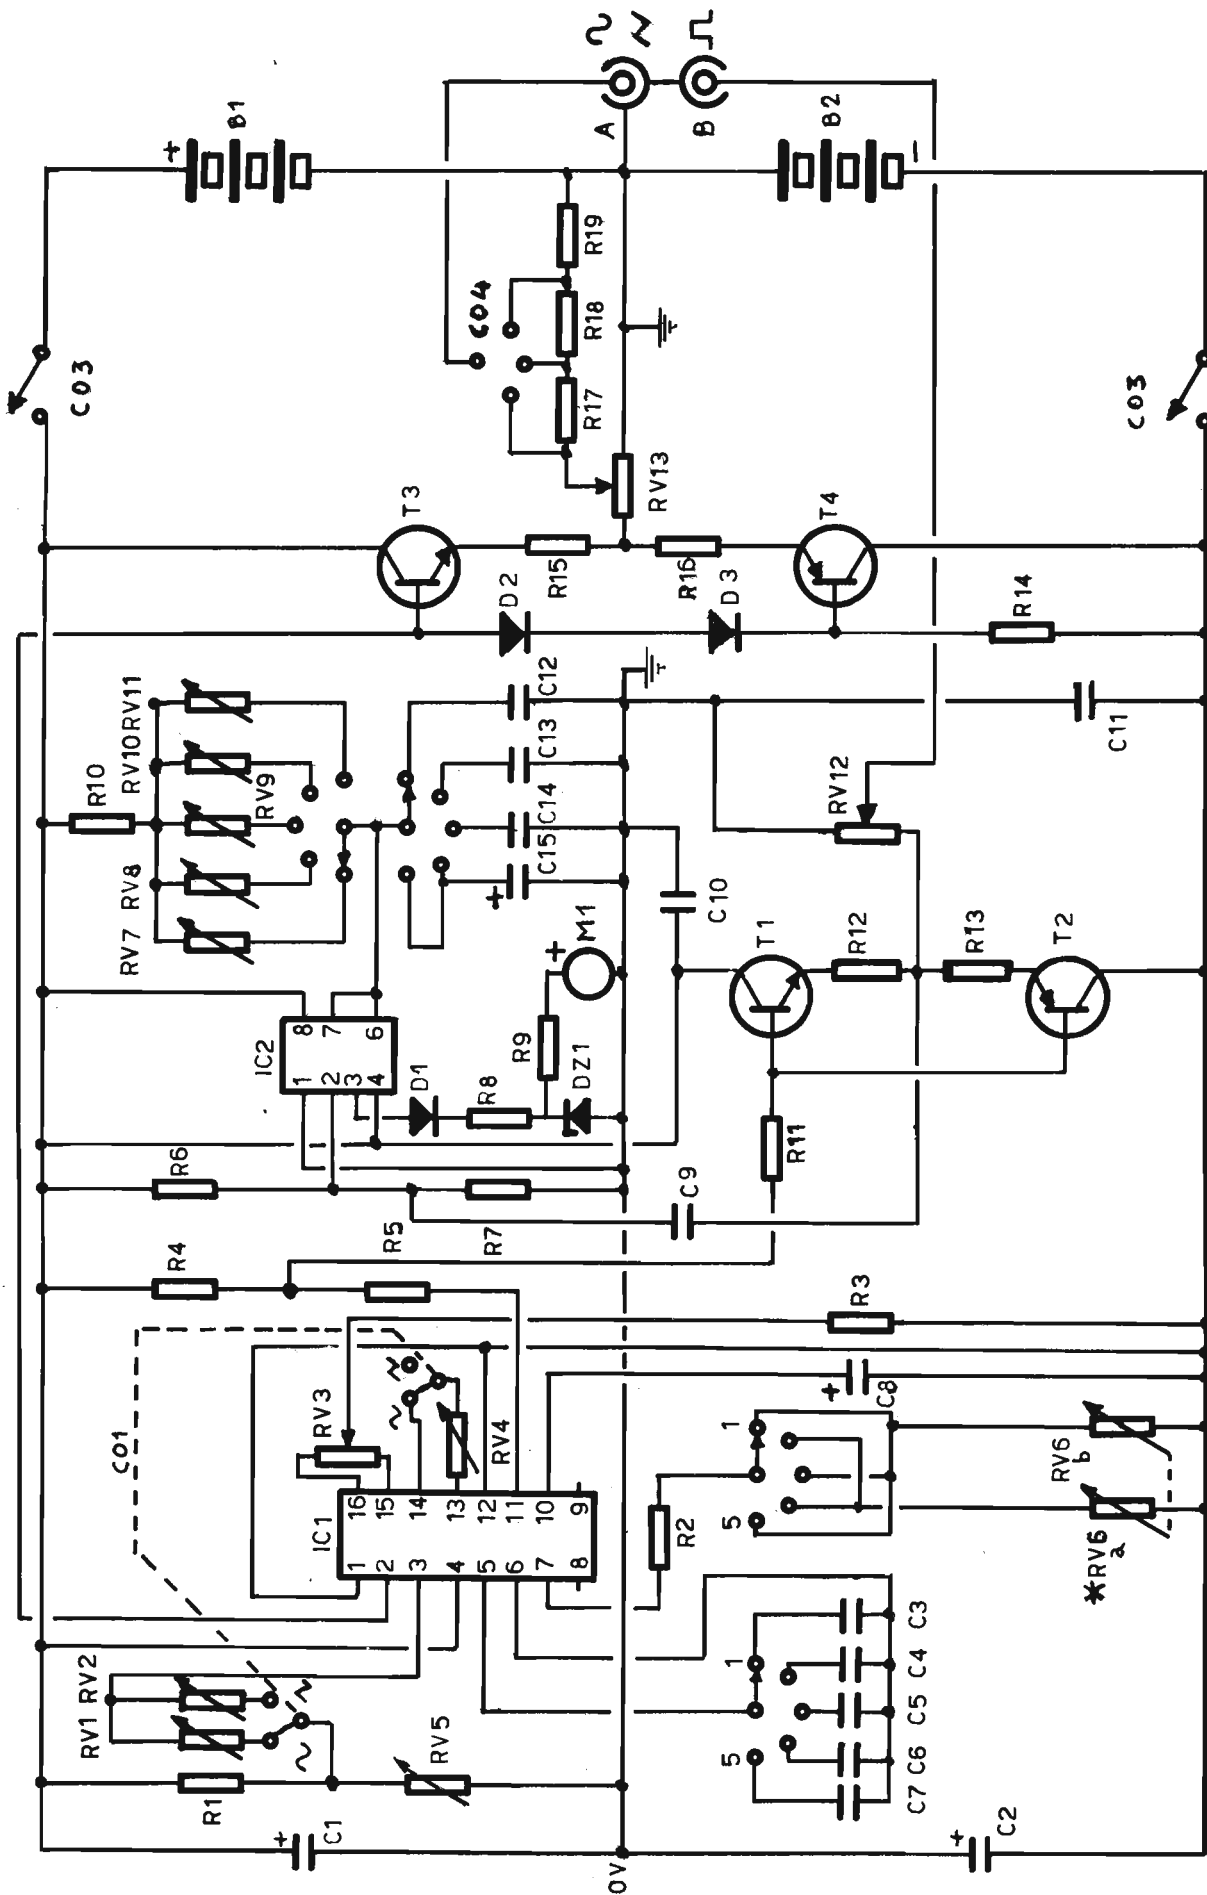 C1
+
0V
C2
+
R1
RV1
RV2
RV5
C7
C6
C5
C4
C3
5
1
C01
IC1
1
2
3
4
5
6
7
8
16
15
14
13
12
11
10
9
RV3
RV4
R2
5
1
*RV6
a
RV6
b
C8
+
R3
R4
R5
R6
R7
C9
IC2
1
2
3
4
8
7
6
D1
R8
R9
DZ1
M1
+
R10
RV7
RV8
RV9
RV10
RV11
C15
+
C14
C13
C12
C10
R11
T1
R12
R13
T2
RV12
C11
D2
D3
R14
T3
R15
R16
T4
RV13
R17
R18
R19
C04
C03
C03
B1
+
B2
−
A
B